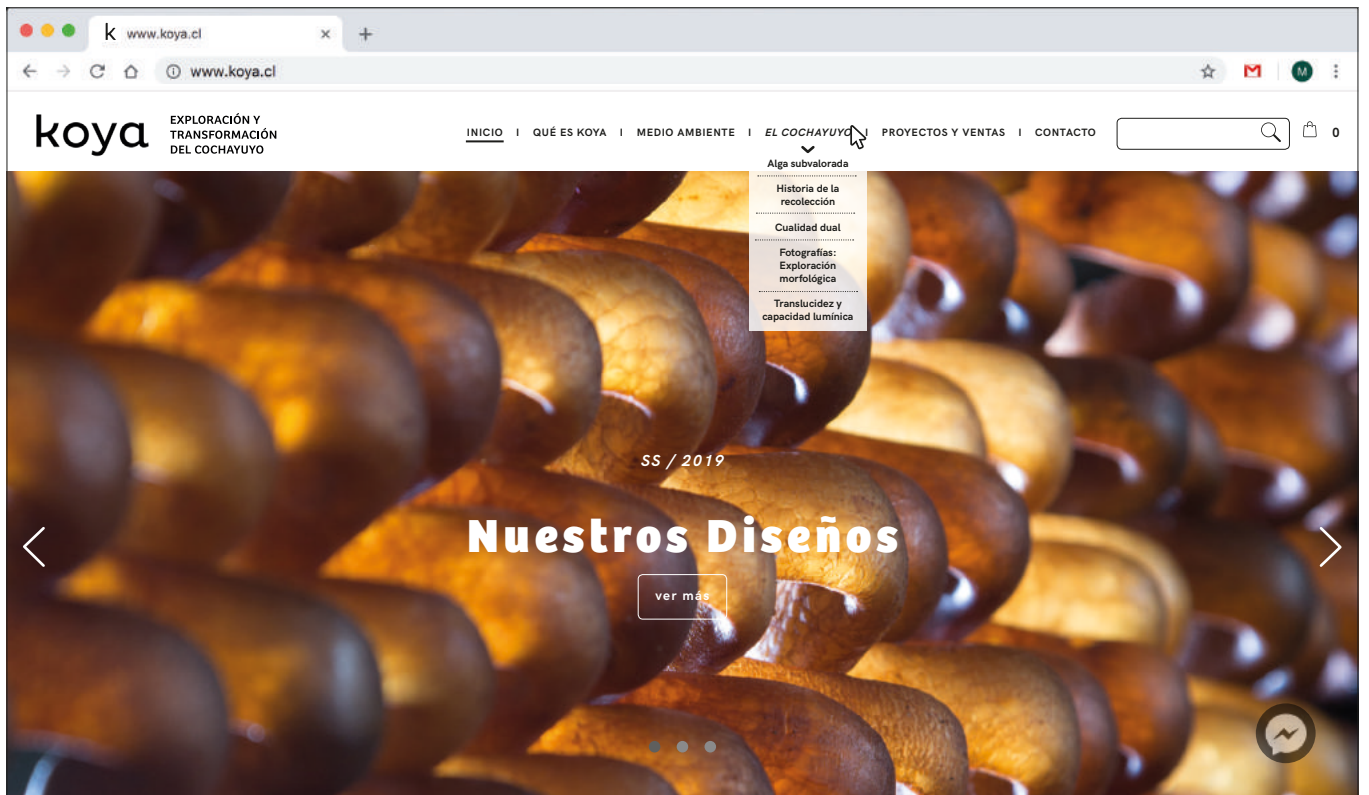 k www.koya.cl
www.koya.cl
M
koya
EXPLORACIÓN Y
TRANSFORMACIÓN
DEL COCHAYUYO
INICIO I QUÉ ES KOYA I MEDIO AMBIENTE I EL COCHAYUYO I PROYECTOS Y VENTAS I CONTACTO
0
Alga subvalorada
Historia de la
recolección
Cualidad dual
Fotografías:
Exploración
morfológica
Translucidez y
capacidad lumínica
SS / 2019
Nuestros Diseños
ver más